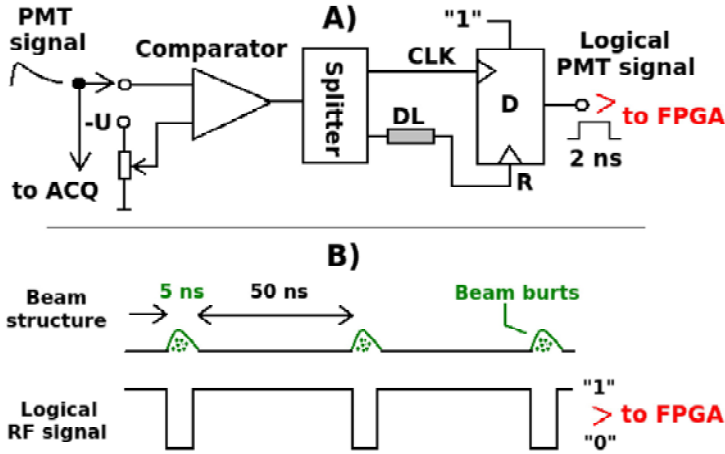 A)
PMT
signal
Comparator
-U
to ACQ
Splitter
CLK
DL
"1"
D
R
Logical
PMT signal
> to FPGA
2 ns
B)
Beam
structure
5 ns
50 ns
Beam burts
Logical
RF signal
"1"
> to FPGA
"0"